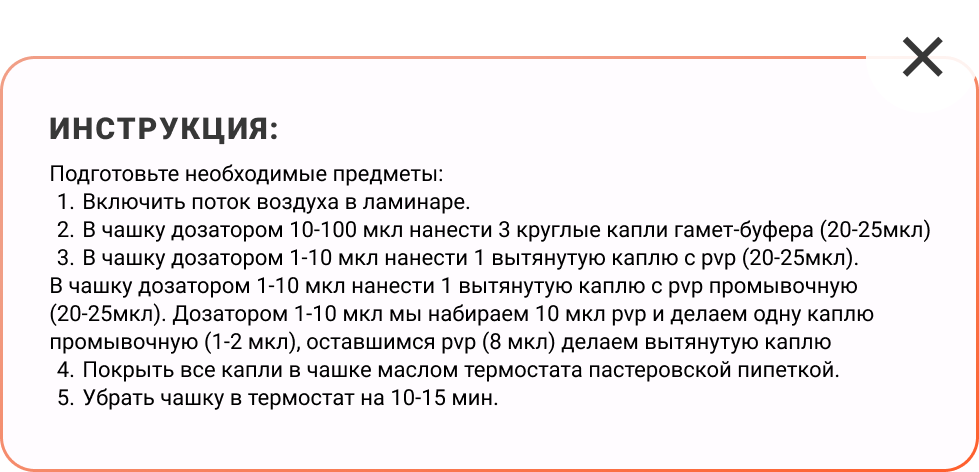 ИНСТРУКЦИЯ:
Подготовьте необходимые предметы:
1. Включить поток воздуха в ламинаре.
2. В чашку дозатором 10-100 мкл нанести 3 круглые капли гамет-буфера (20-25мкл)
3. В чашку дозатором 1-10 мкл нанести 1 вытянутую каплю с pvp (20-25мкл).
В чашку дозатором 1-10 мкл нанести 1 вытянутую каплю с pvp промывочную
(20-25мкл). Дозатором 1-10 мкл мы набираем 10 мкл pvp и делаем одну каплю
промывочную (1-2 мкл), оставшимся pvp (8 мкл) делаем вытянутую каплю
4. Покрыть все капли в чашке маслом термостата пастеровской пипеткой.
5. Убрать чашку в термостат на 10-15 мин.